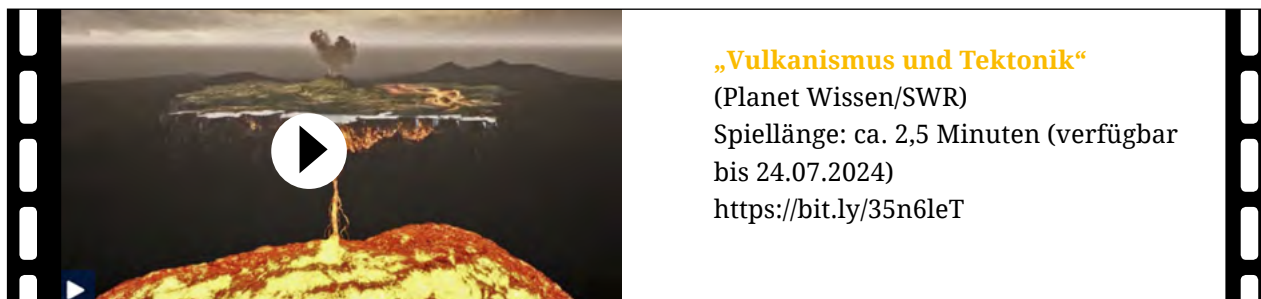 „Vulkanismus und Tektonik“
(Planet Wissen/SWR)
Spiellänge: ca. 2,5 Minuten (verfügbar
bis 24.07.2024)
https://bit.ly/35n6leT